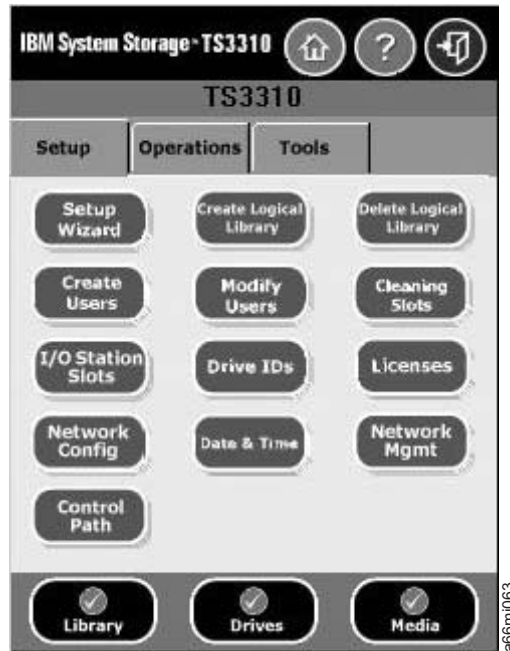 IBM System Storage™ TS3310
?
TS3310
Setup
Operations
Tools
Setup
Wizard
Create Logical
Library
Delete Logical
Library
Create
Users
Modify
Users
Cleaning
Slots
I/O Station
Slots
Drive IDs
Licenses
Network
Config
Date & Time
Network
Mgmt
Control
Path
Library
Drives
Media
a66mi063